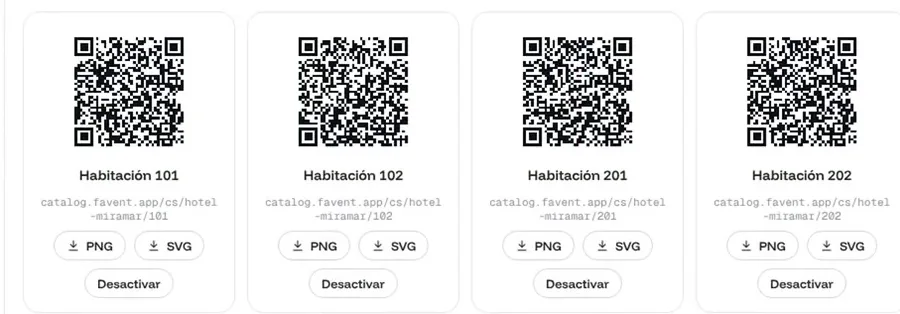 Habitación 101
catalog.favent.app/cs/hotel
-miramar/101
PNG
SVG
Desactivar
Habitación 102
catalog.favent.app/cs/hotel
-miramar/102
PNG
SVG
Desactivar
Habitación 201
catalog.favent.app/cs/hotel
-miramar/201
PNG
SVG
Desactivar
Habitación 202
catalog.favent.app/cs/hotel
-miramar/202
PNG
SVG
Desactivar